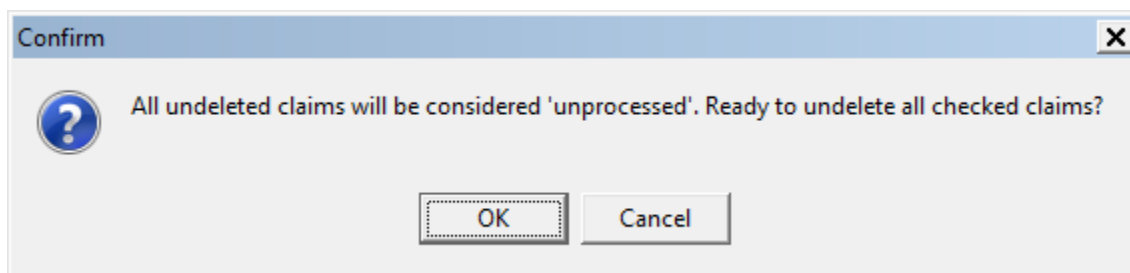 Confirm
All undeleted claims will be considered 'unprocessed'. Ready to undelete all checked claims?
OK
Cancel